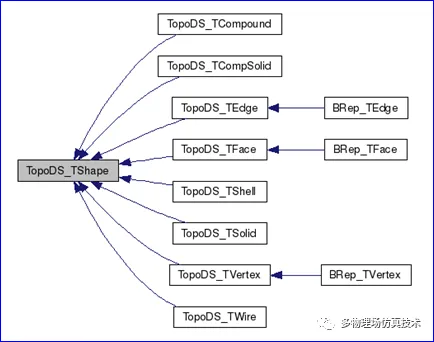 TopoDS_TCompound
TopoDS_TCompSolid
TopoDS_TEdge
BRep_TEdge
TopoDS_TFace
BRep_TFace
TopoDS_TShape
TopoDS_TShell
TopoDS_TSolid
TopoDS_TVertex
BRep_TVertex
TopoDS_TWire
多物理场仿真技术